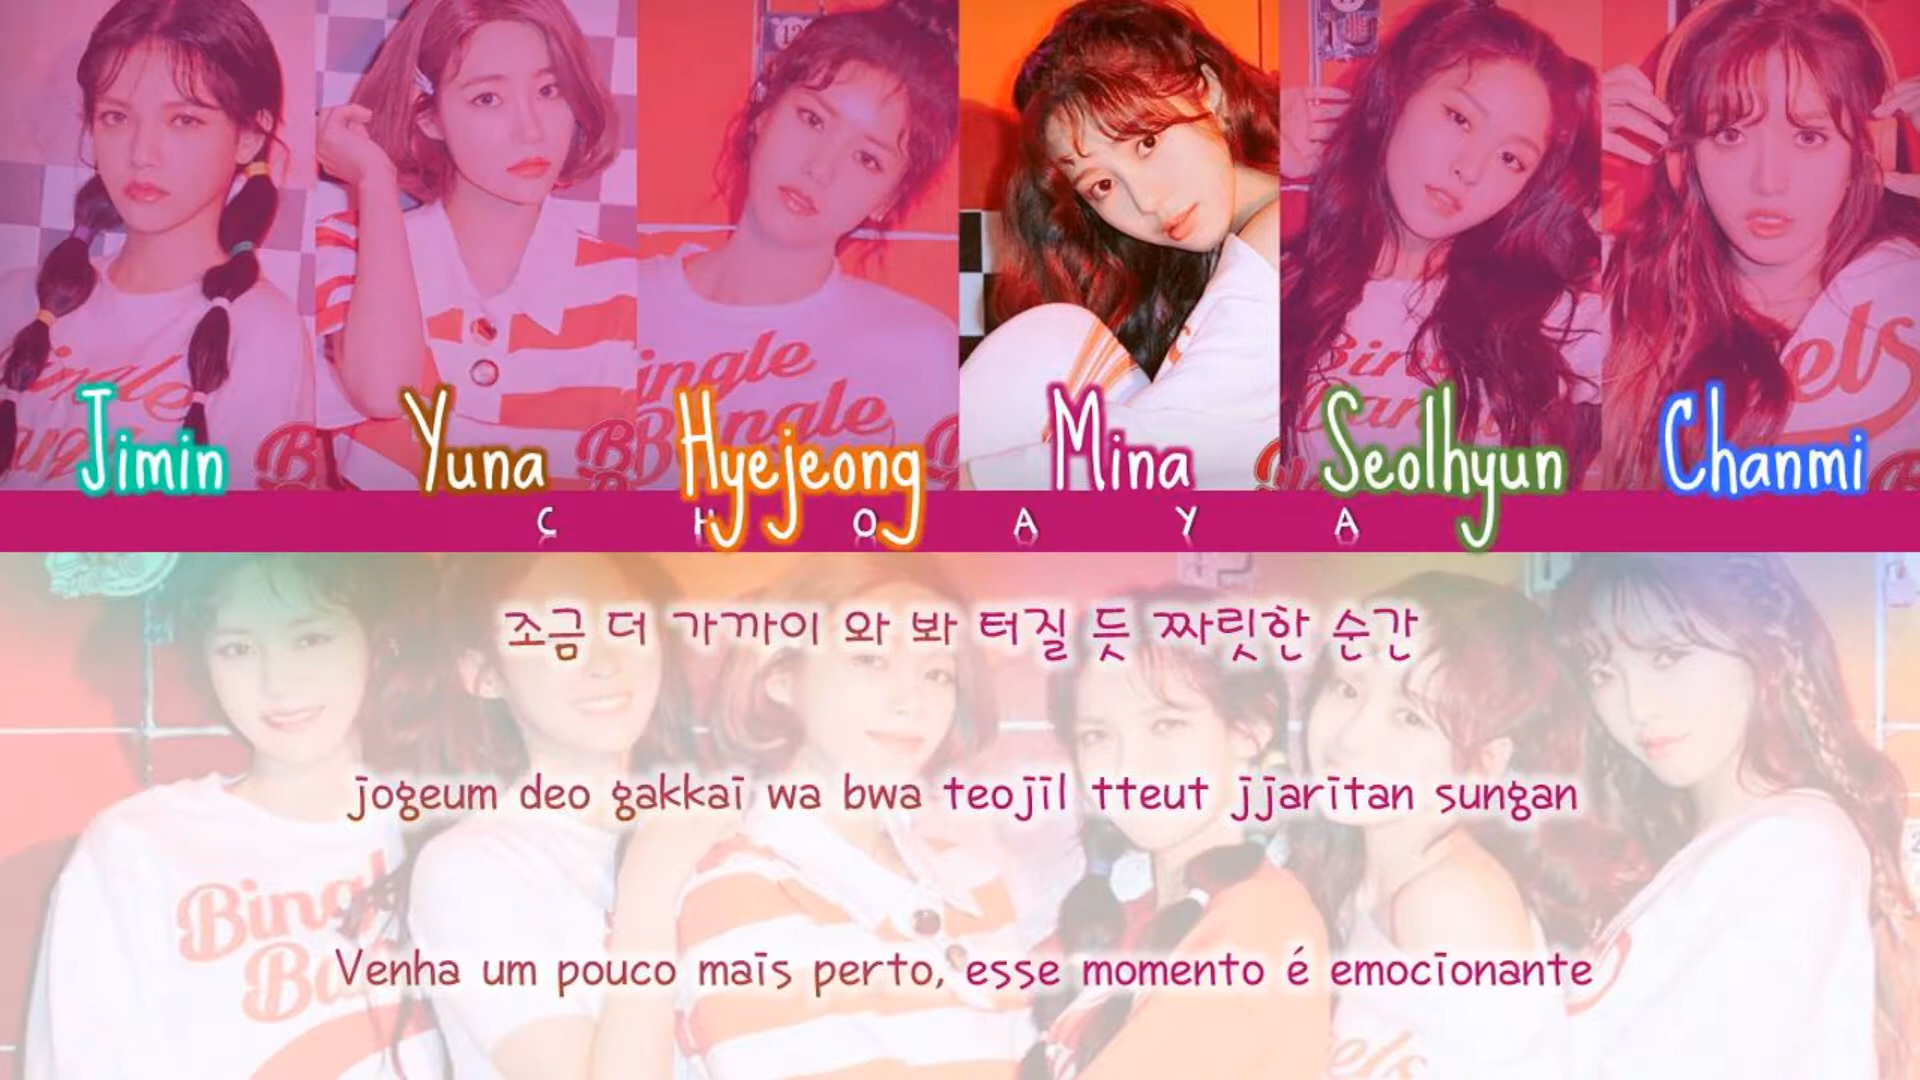 Jimin Yuna Hyejeong Mina Seolhyun Chanmi
C H O A Y A
조금 더 가까이 와 봐 터질 듯 짜릿한 순간
jogeum deo gakkai wa bwa teojil tteut jjaritan sungan
Venha um pouco mais perto, esse momento é emocionante